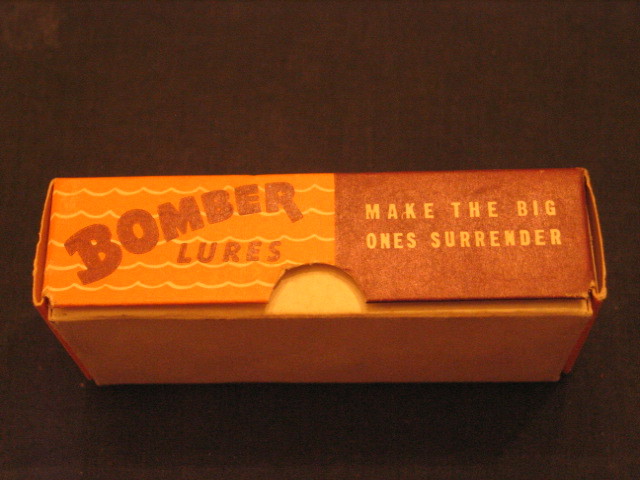 BOMBER
LURES
MAKE THE BIG
ONES SURRENDER